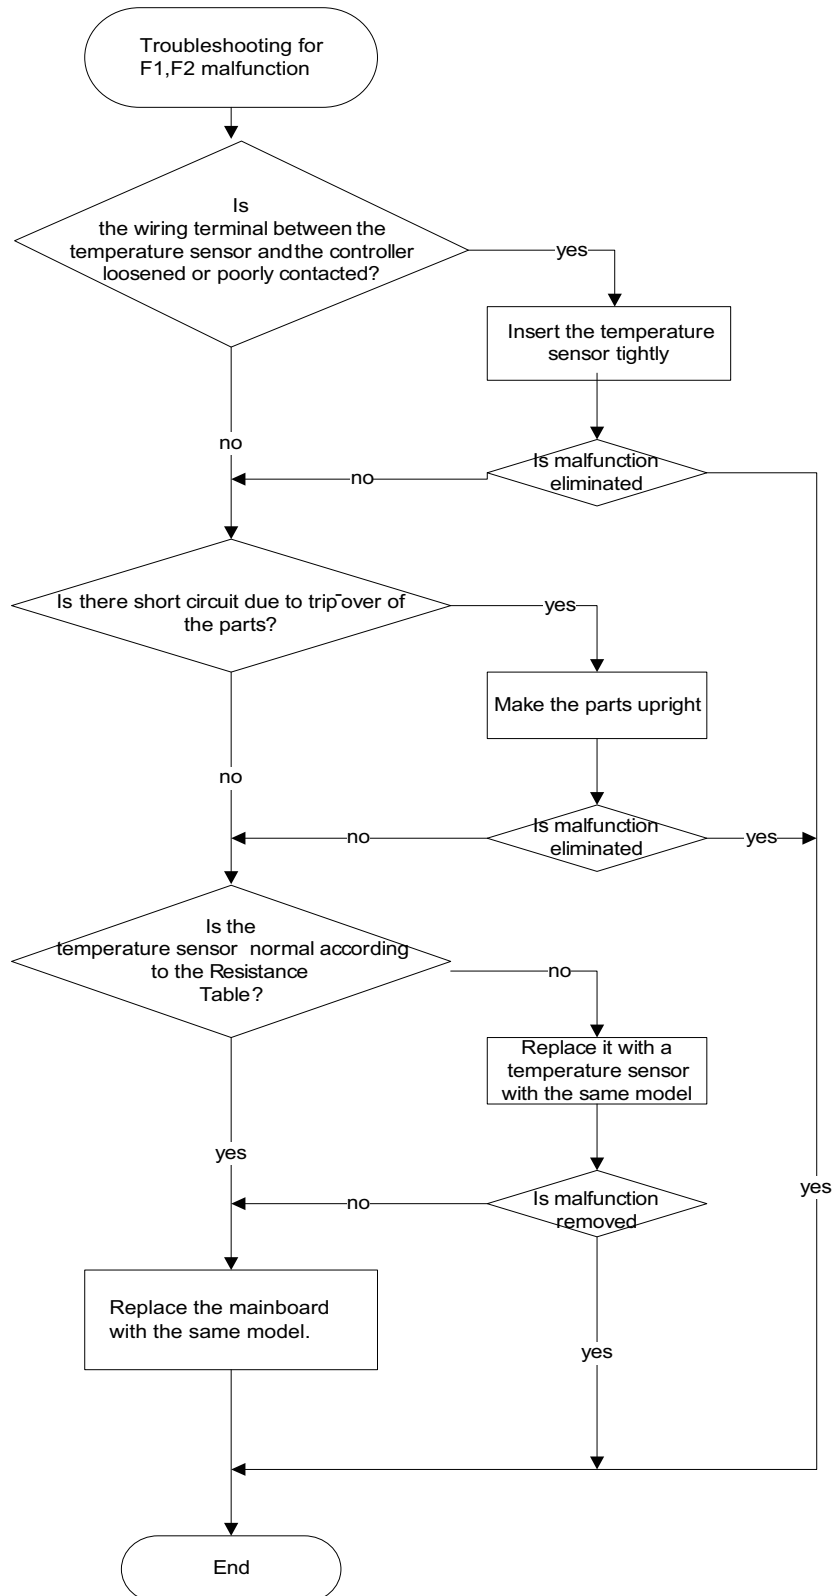 Troubleshooting for
F1,F2 malfunction
Is
the wiring terminal between the
temperature sensor and the controller
loosened or poorly contacted?
yes
Insert the temperature
sensor tightly
no
Is malfunction
eliminated
no
Is there short circuit due to trip-over of
the parts?
yes
Make the parts upright
no
Is malfunction
eliminated
no
yes
Is the
temperature sensor normal according
to the Resistance
Table?
no
Replace it with a
temperature sensor
with the same model
yes
Is malfunction
removed
no
yes
Replace the mainboard
with the same model.
yes
End